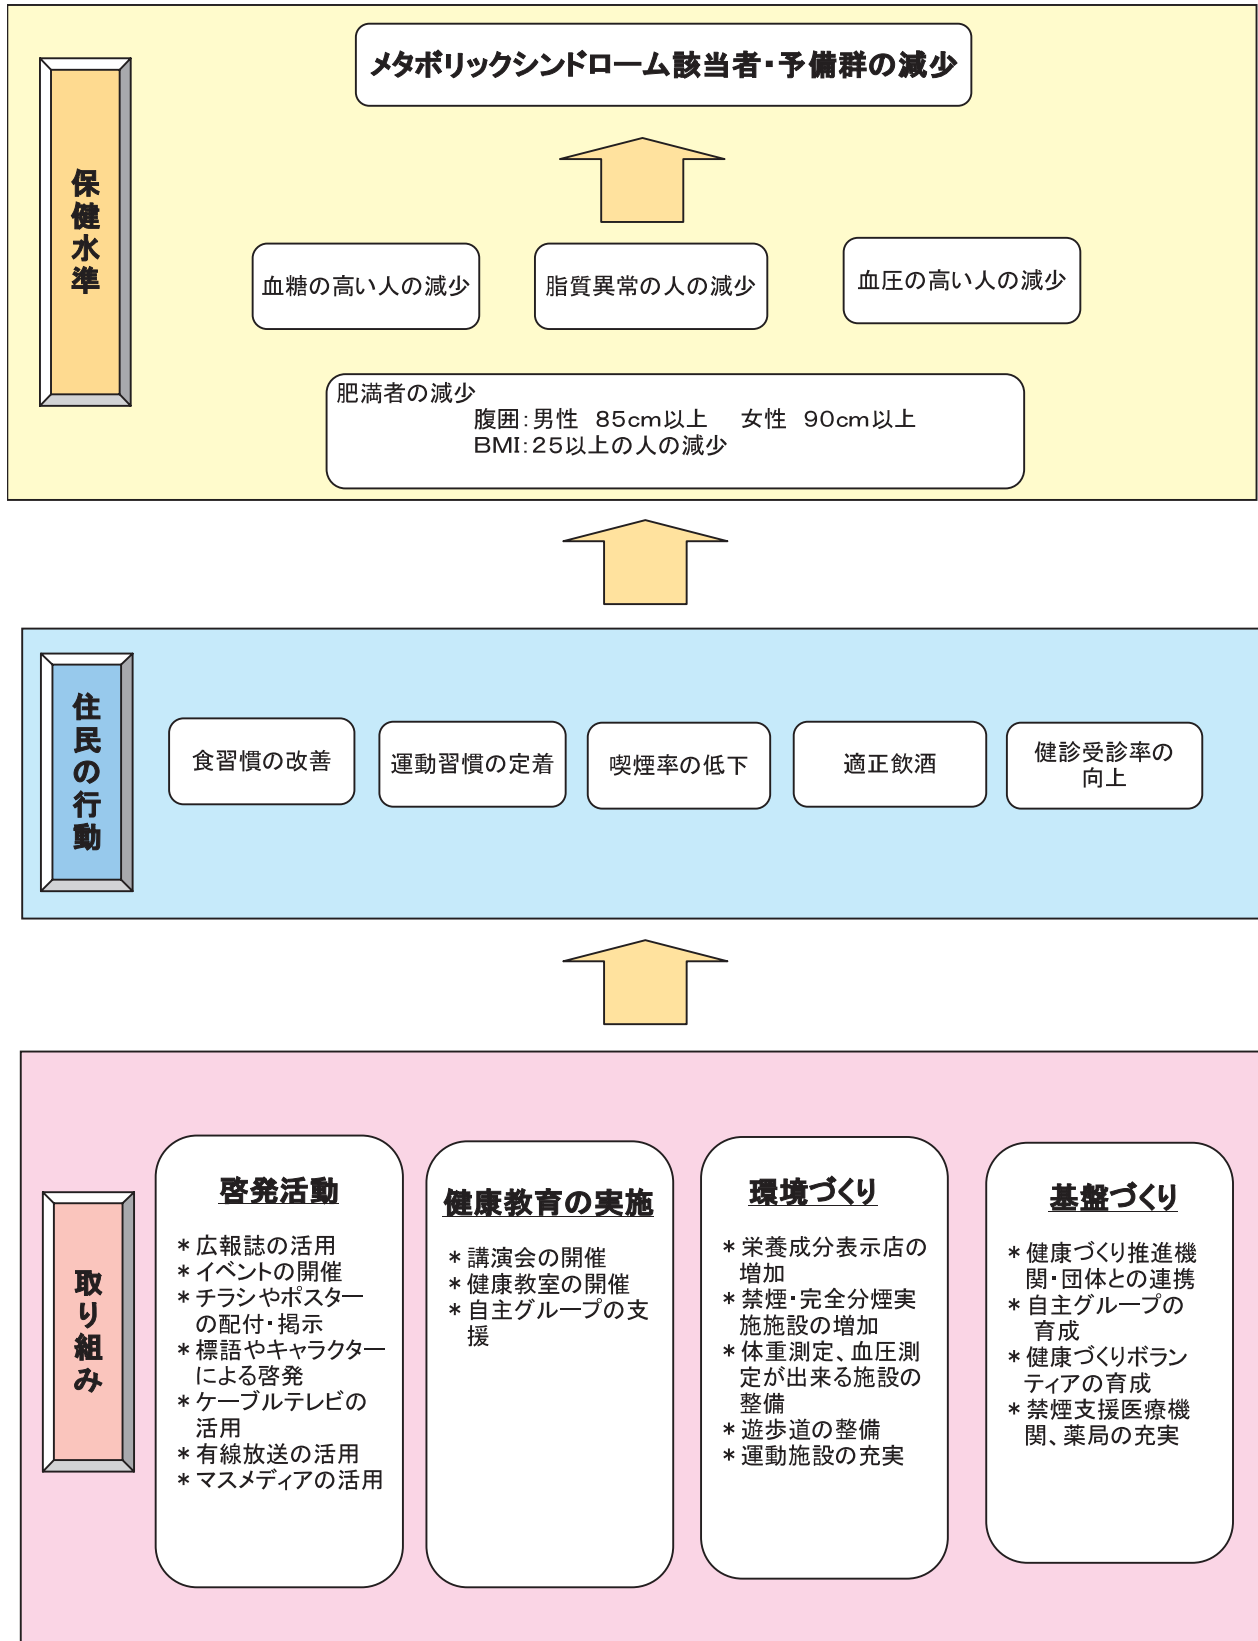 保健水準
メタボリックシンドローム該当者・予備群の減少
血糖の高い人の減少
脂質異常の人の減少
血圧の高い人の減少
肥満者の減少
腹囲:男性 85cm以上 女性 90cm以上
BMI:25以上の人の減少
住民の行動
食習慣の改善
運動習慣の定着
喫煙率の低下
適正飲酒
健診受診率の
向上
取り組み
啓発活動
*広報誌の活用
*イベントの開催
*チラシやポスター
の配付・掲示
*標語やキャラクター
による啓発
*ケーブルテレビの
活用
*有線放送の活用
*マスメディアの活用
健康教育の実施
*講演会の開催
*健康教室の開催
*自主グループの支
援
環境づくり
*栄養成分表示店の
増加
*禁煙・完全分煙実
施施設の増加
*体重測定、血圧測
定が出来る施設の
整備
*遊歩道の整備
*運動施設の充実
基盤づくり
*健康づくり推進機
関・団体との連携
*自主グループの
育成
*健康づくりボラン
ティアの育成
*禁煙支援医療機
関、薬局の充実